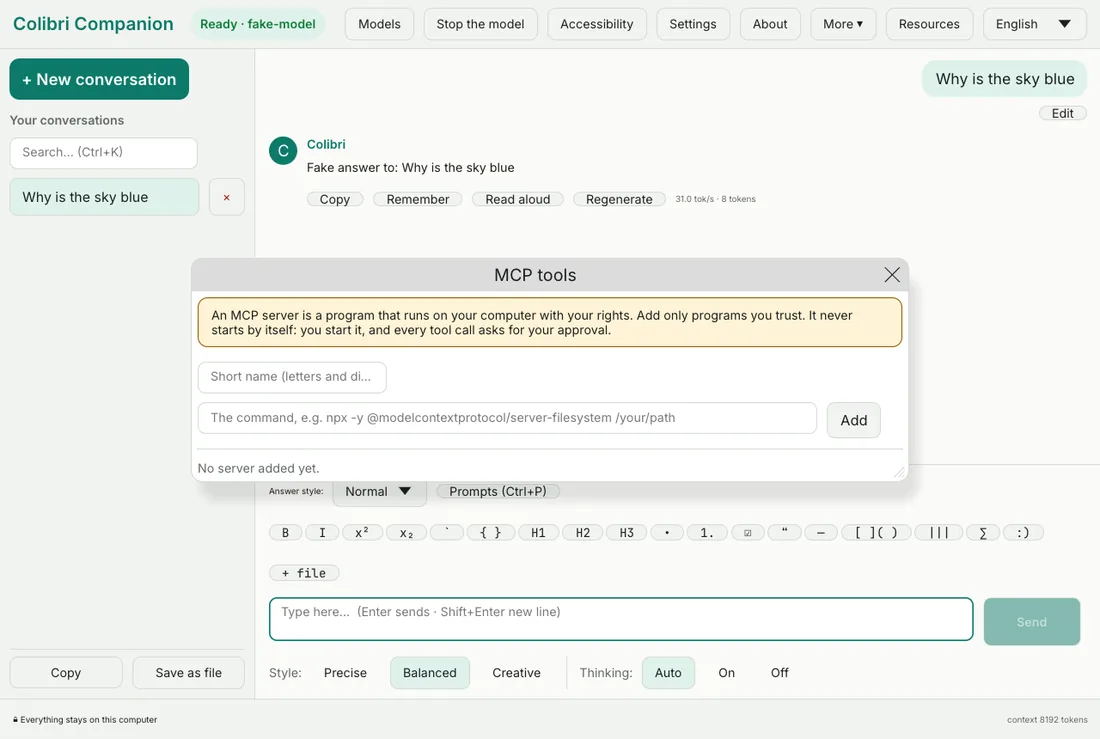 Colibri Companion
Ready · fake-model
Models
Stop the model
Accessibility
Settings
About
More ▾
Resources
English ▼
+ New conversation
Your conversations
Search... (Ctrl+K)
Why is the sky blue
×
Why is the sky blue
Edit
C
Colibri
Fake answer to: Why is the sky blue
Copy
Remember
Read aloud
Regenerate
31.0 tok/s · 8 tokens
MCP tools
An MCP server is a program that runs on your computer with your rights. Add only programs you trust. It never
starts by itself: you start it, and every tool call asks for your approval.
Short name (letters and di...
The command, e.g. npx -y @modelcontextprotocol/server-filesystem /your/path
Add
No server added yet.
Answer style:
Normal ▼
Prompts (Ctrl+P)
B I x² x₂ ` { } H1 H2 H3 • 1. ☑ “ — [ ]( ) ||| ∑ :)
+ file
Type here... (Enter sends · Shift+Enter new line)
Send
Copy
Save as file
Style:
Precise
Balanced
Creative
Thinking:
Auto
On
Off
Everything stays on this computer
context 8192 tokens